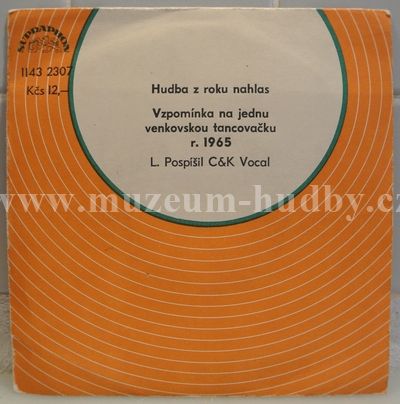 SUPRAPHON
1143 2307
Kčs 12,–
Hudba z roku nahlas
Vzpomínka na jednu
venkovskou tancovačku
r. 1965
L. Pospíšil C&K Vocal
www.muzeum-hudby.cz